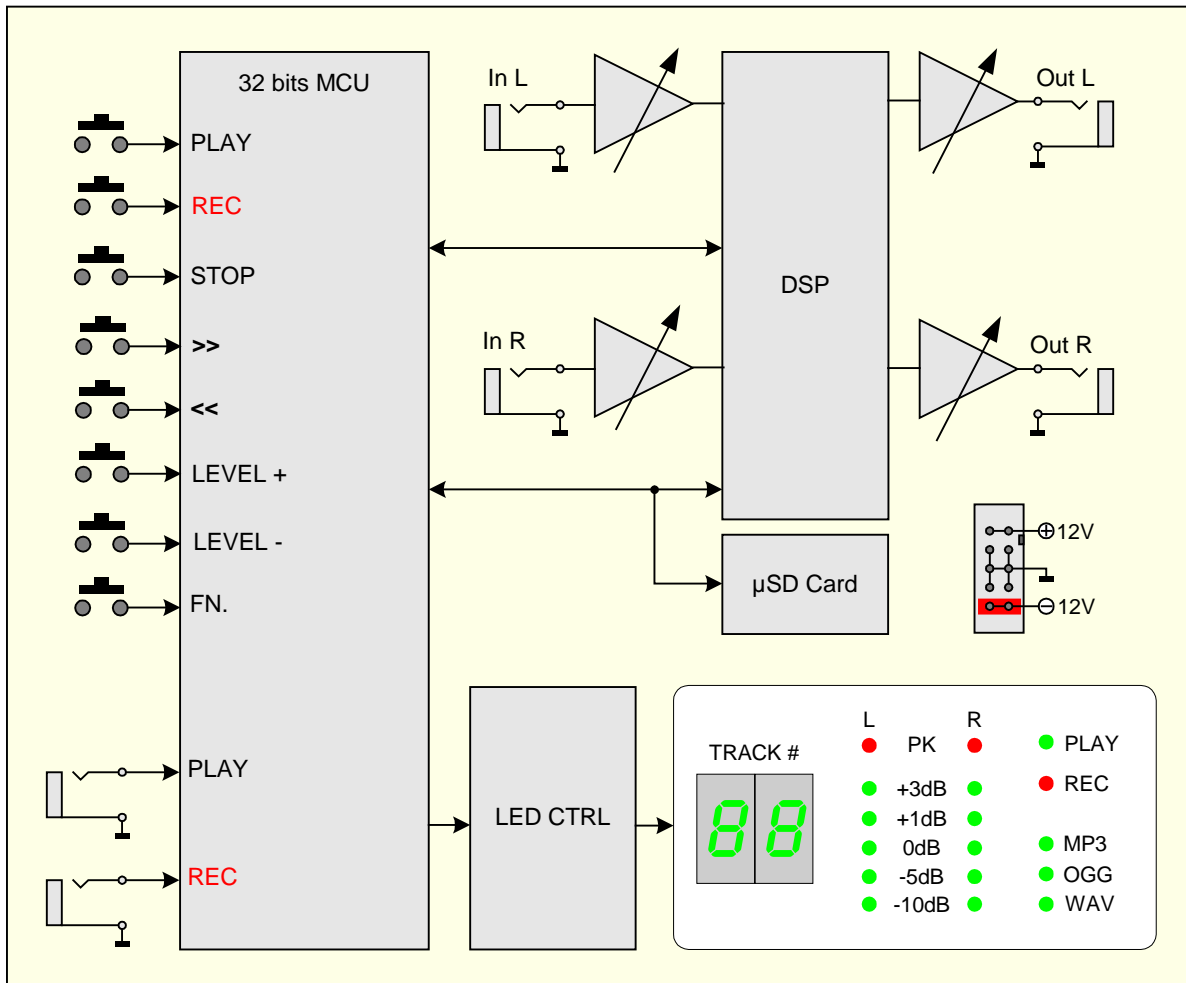 32 bits MCU
PLAY
REC
STOP
>>
<<
LEVEL +
LEVEL -
FN.
PLAY
REC
In L
Out L
DSP
In R
Out R
µSD Card
12V
12V
LED CTRL
TRACK #
88
L R
PK
+3dB
+1dB
0dB
-5dB
-10dB
PLAY
REC
MP3
OGG
WAV